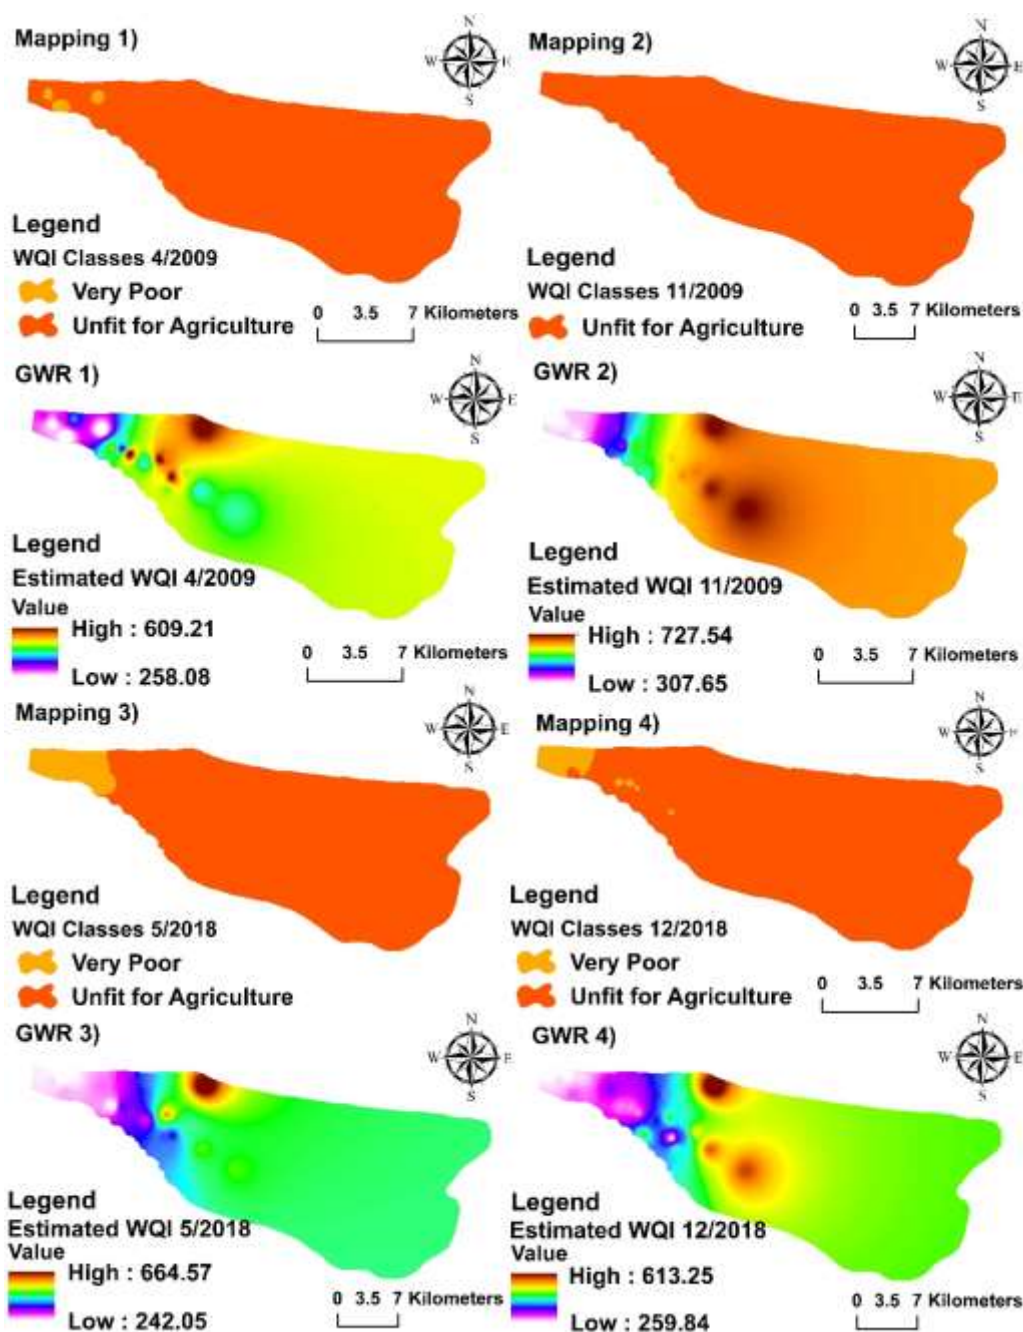 Mapping 1)
N
W
E
S
Legend
WQI Classes 4/2009
Very Poor
Unfit for Agriculture
0 3.5 7 Kilometers
Mapping 2)
N
W
E
S
Legend
WQI Classes 11/2009
Unfit for Agriculture
0 3.5 7 Kilometers
GWR 1)
N
W
E
S
Legend
Estimated WQI 4/2009
Value
High : 609.21
Low : 258.08
0 3.5 7 Kilometers
GWR 2)
N
W
E
S
Legend
Estimated WQI 11/2009
Value
High : 727.54
Low : 307.65
0 3.5 7 Kilometers
Mapping 3)
N
W
E
S
Legend
WQI Classes 5/2018
Very Poor
Unfit for Agriculture
Mapping 4)
N
W
E
S
Legend
WQI Classes 12/2018
Very Poor
Unfit for Agriculture
0 3.5 7 Kilometers
GWR 3)
N
W
E
S
Legend
Estimated WQI 5/2018
Value
High : 664.57
Low : 242.05
0 3.5 7 Kilometers
GWR 4)
N
W
E
S
Legend
Estimated WQI 12/2018
Value
High : 613.25
Low : 259.84
0 3.5 7 Kilometers